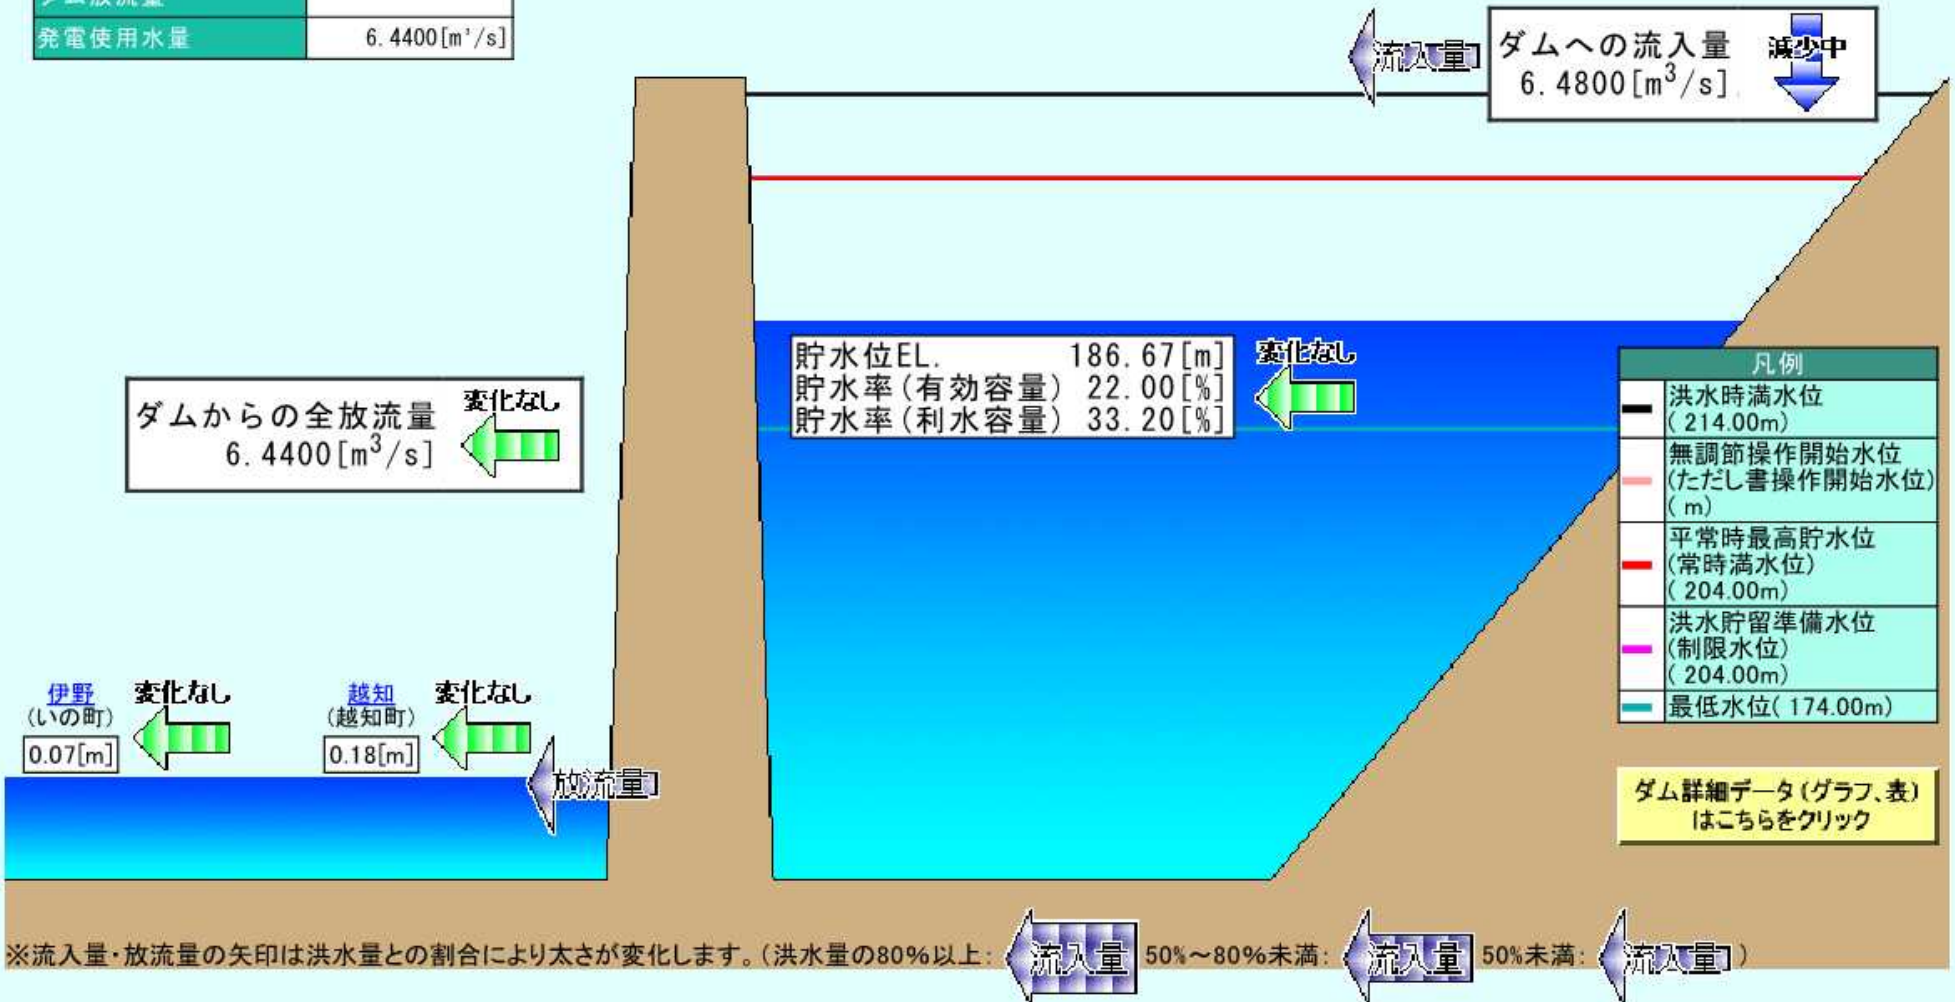 ダム放流量
発電使用水量 6.4400[m³/s]
流入量
ダムへの流入量 減少中
6.4800[m³/s]
貯水位EL. 186.67[m]
貯水率(有効容量) 22.00[%]
貯水率(利水容量) 33.20[%]
変化なし
ダムからの全放流量 変化なし
6.4400[m³/s]
凡例
洪水時満水位
( 214.00m)
無調節操作開始水位
(ただし書操作開始水位)
( m)
平常時最高貯水位
(常時満水位)
( 204.00m)
洪水貯留準備水位
(制限水位)
( 204.00m)
最低水位( 174.00m)
伊野 変化なし
(いの町)
0.07[m]
越知 変化なし
(越知町)
0.18[m]
放流量
ダム詳細データ(グラフ、表)
はこちらをクリック
※流入量・放流量の矢印は洪水量との割合により太さが変化します。(洪水量の80%以上: 流入量 50%～80%未満: 流入量 50%未満: 流入量 )